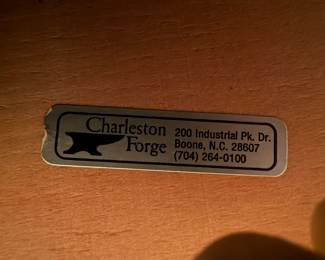 Charleston
Forge
200 Industrial Pk. Dr.
Boone, N.C. 28607
(704) 264-0100